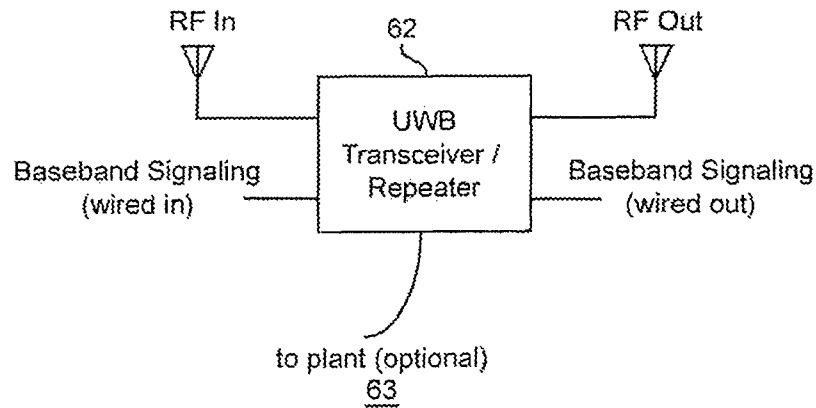 RF In
62
RF Out
UWB
Transceiver /
Repeater
Baseband Signaling
(wired in)
Baseband Signaling
(wired out)
to plant (optional)
63